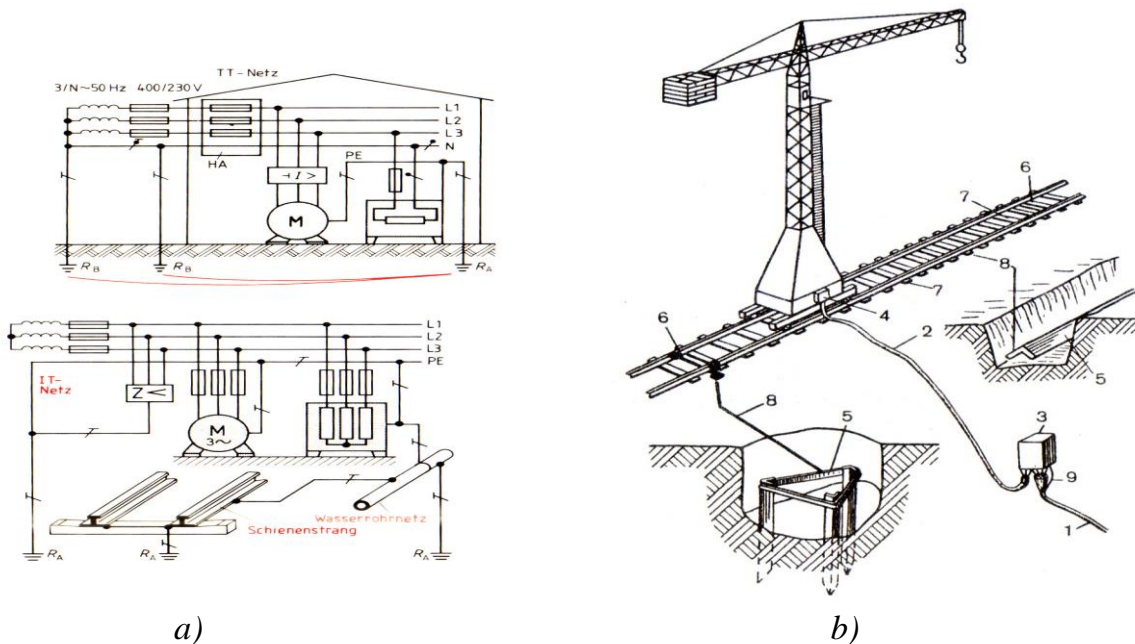 TT-Netz
3/N~50 Hz 400/230 V
L1
L2
L3
N
HA
PE
I >
M
R_B
R_B
R_A
L1
L2
L3
PE
IT-
Netz
Z<
M
3~
Wasserrohrnetz
Schienenstrang
R_A
R_A
R_A
a)
6
7
8
7
4
6
2
5
8
5
3
9
1
b)